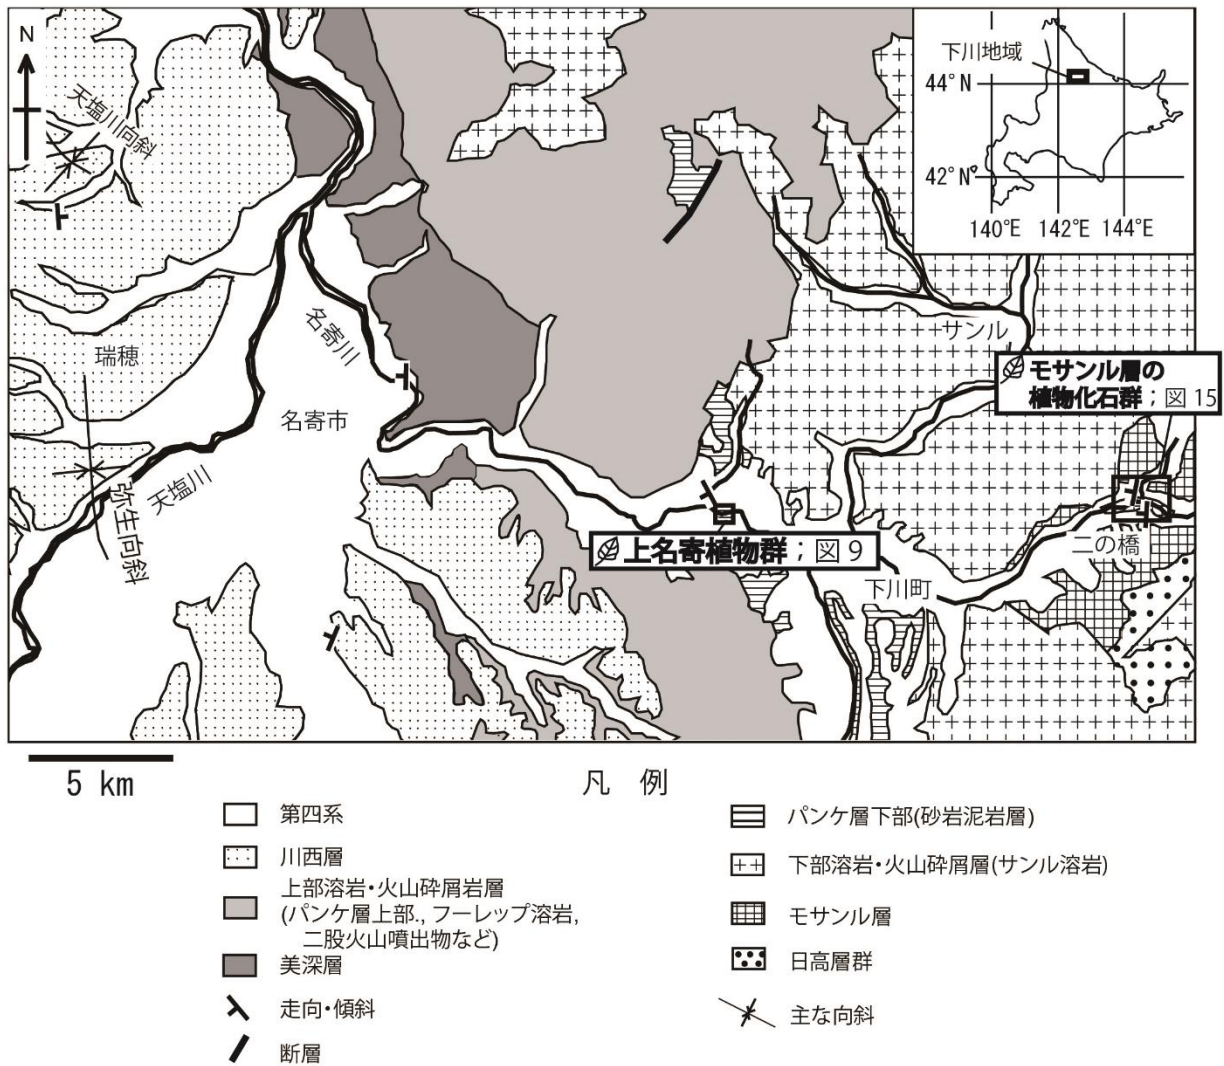 N
天塩川向斜
下川地域
44°N
42°N
140°E 142°E 144°E
名寄川
サンル
瑞穂
モサンル層の
植物化石群；図 15
名寄市
天塩川
弥生向斜
上名寄植物群；図 9
二の橋
下川町
5 km
凡 例
第四系
川西層
上部溶岩・火山砕屑岩層
(パンケ層上部., フーレップ溶岩,
二股火山噴出物など)
美深層
走向・傾斜
断層
パンケ層下部(砂岩泥岩層)
下部溶岩・火山砕屑層(サンル溶岩)
モサンル層
日高層群
主な向斜